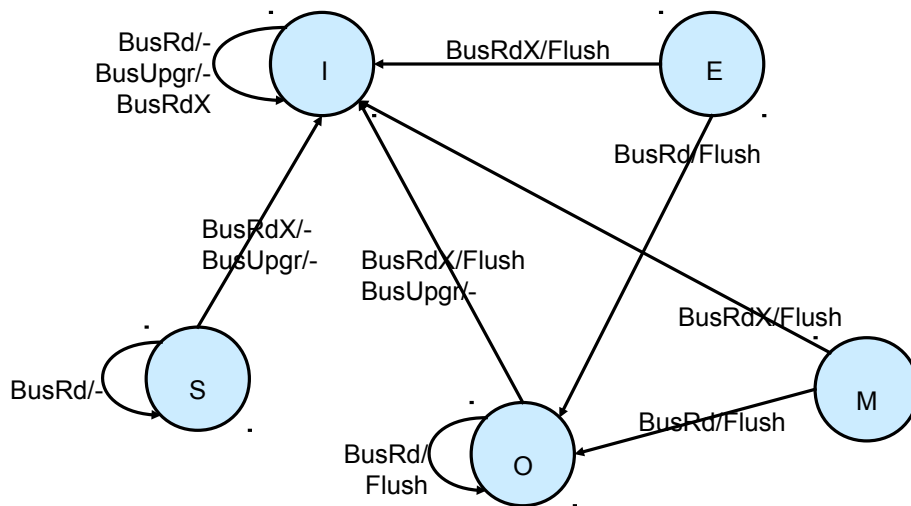 BusRd/-
BusUpgr/-
BusRdX
I
BusRdX/Flush
E
BusRd/Flush
BusRdX/-
BusUpgr/-
BusRdX/Flush
BusUpgr/-
BusRdX/Flush
BusRd/-
S
M
BusRd/Flush
BusRd/
Flush
O